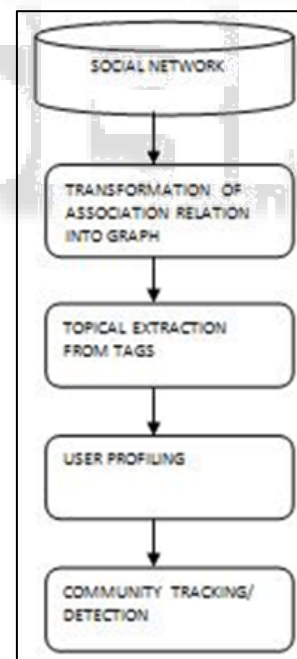 SOCIAL NETWORK
TRANSFORMATION OF
ASSOCIATION RELATION
INTO GRAPH
TOPICAL EXTRACTION
FROM TAGS
USER PROFILING
COMMUNITY TRACKING/
DETECTION